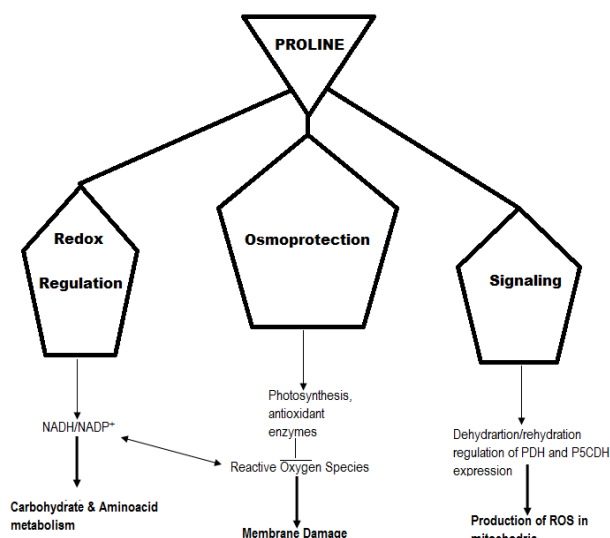 PROLINE
Redox
Regulation
Osmoprotection
Signaling
NADH/NADP⁺
Photosynthesis,
antioxidant
enzymes
Reactive Oxygen Species
Dehydrartion/rehydration
regulation of PDH and P5CDH
expression
Carbohydrate & Aminoacid
metabolism
Membrane Damage
Production of ROS in